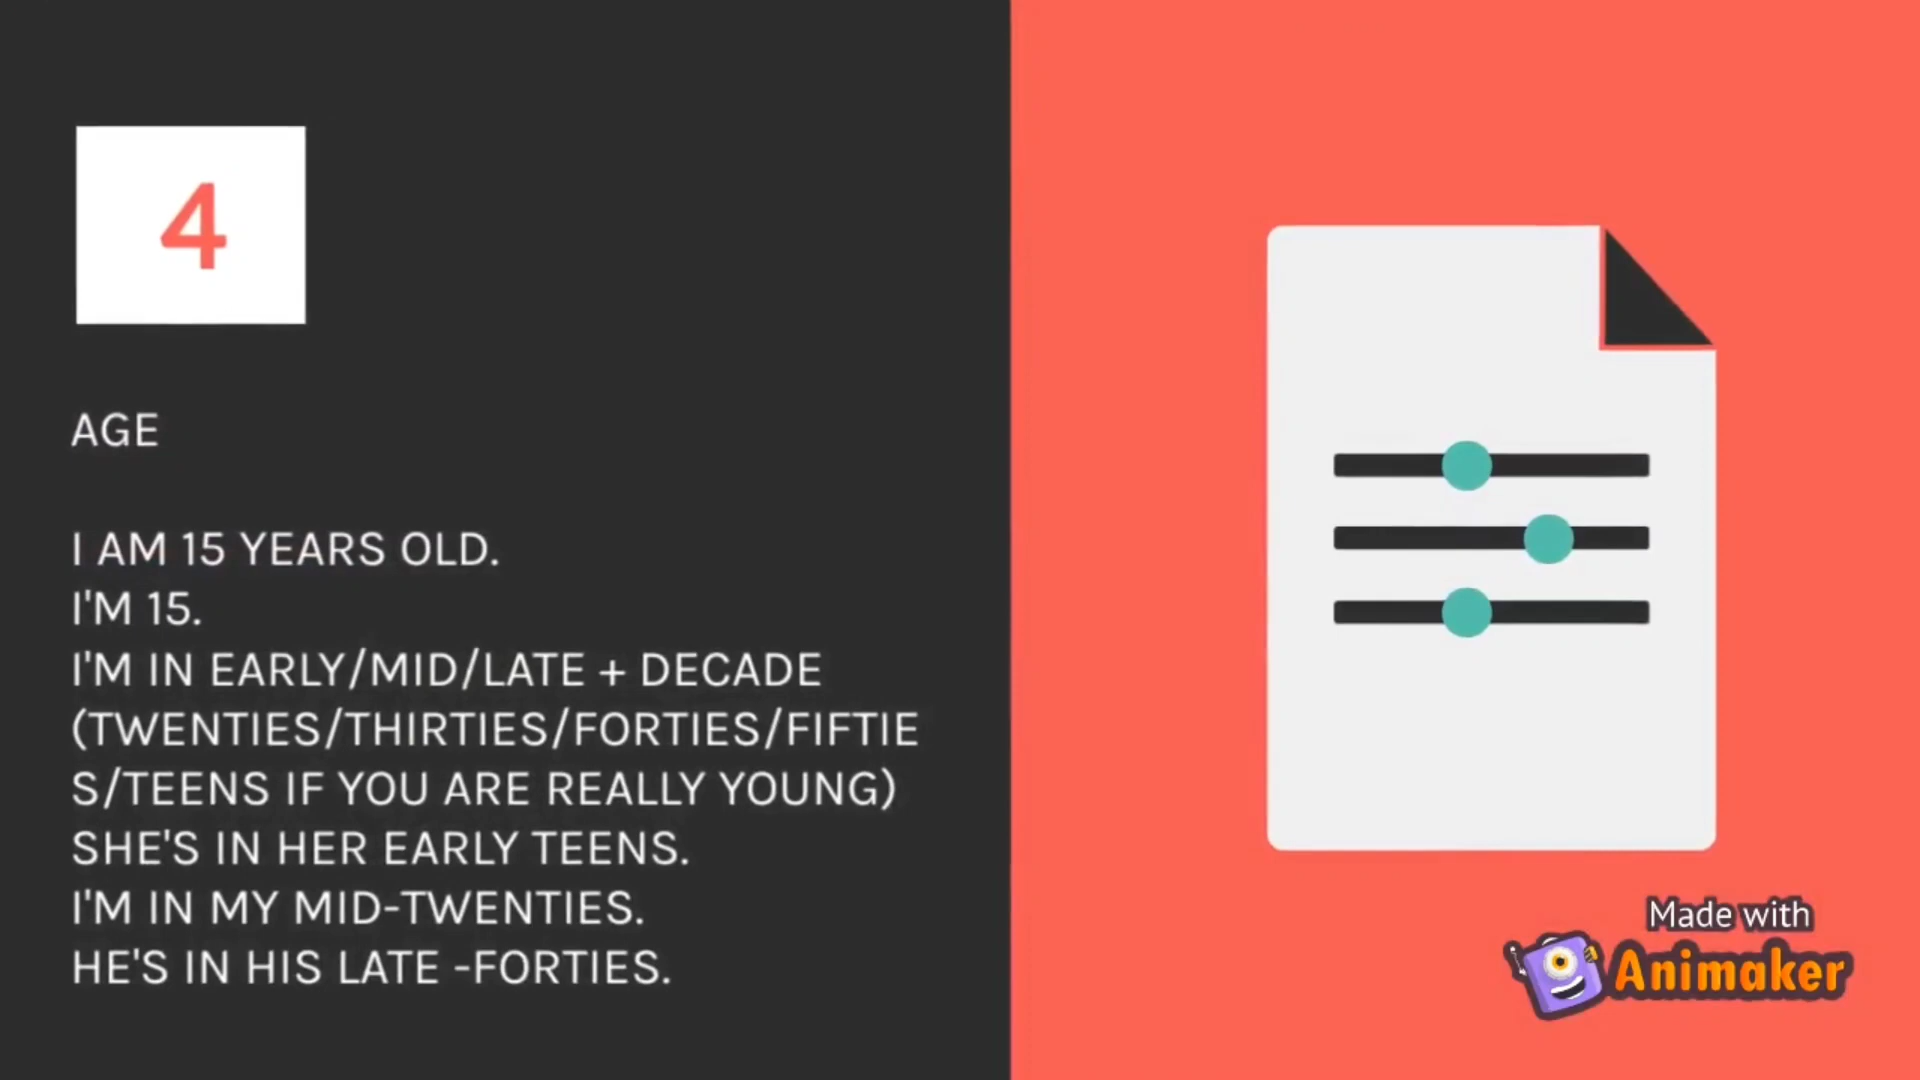 4
AGE
I AM 15 YEARS OLD.
I'M 15.
I'M IN EARLY/MID/LATE + DECADE
(TWENTIES/THIRTIES/FORTIES/FIFTIE
S/TEENS IF YOU ARE REALLY YOUNG)
SHE'S IN HER EARLY TEENS.
I'M IN MY MID-TWENTIES.
HE'S IN HIS LATE -FORTIES.
Made with
Animaker